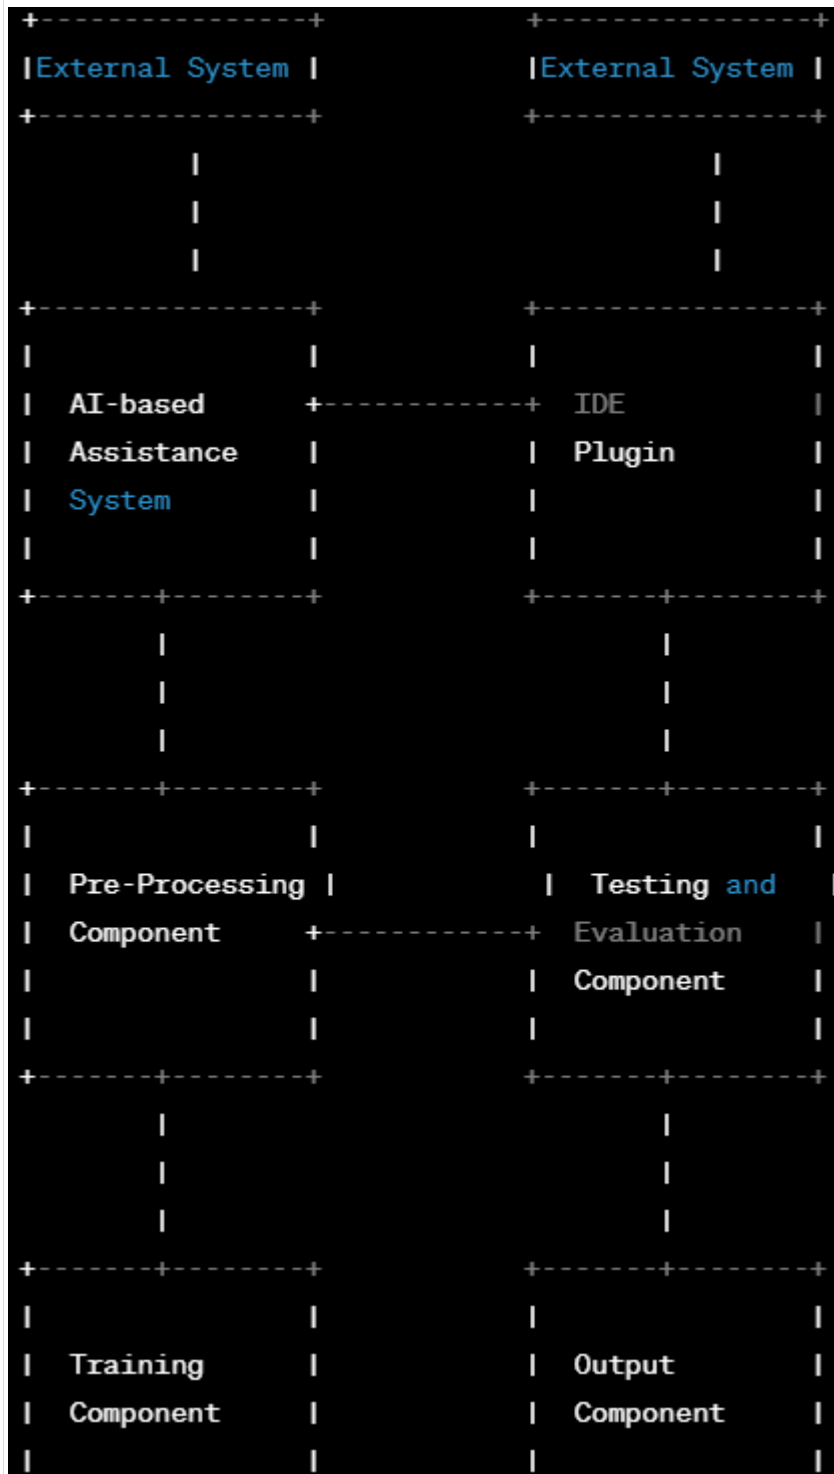 +----------------+            +-----------------+
|External System |            |External System |
+----------------+            +-----------------+
          |                               |
          |                               |
          |                               |
+----------------+            +-----------------+
|                |            |                 |
|  AI-based      +------------+  IDE            |
|  Assistance    |            |  Plugin         |
|  System        |            |                 |
|                |            |                 |
+-------+--------+            +-------+--------+
        |                             |
        |                             |
        |                             |
+-------+--------+            +-------+--------+
|                |            |                 |
|  Pre-Processing |            |  Testing and    |
|  Component     +------------+  Evaluation     |
|                |            |  Component      |
|                |            |                 |
+-------+--------+            +-------+--------+
        |                             |
        |                             |
        |                             |
+-------+--------+            +-------+--------+
|                |            |                 |
|  Training      |            |  Output         |
|  Component     |            |  Component      |
|                |            |                 |